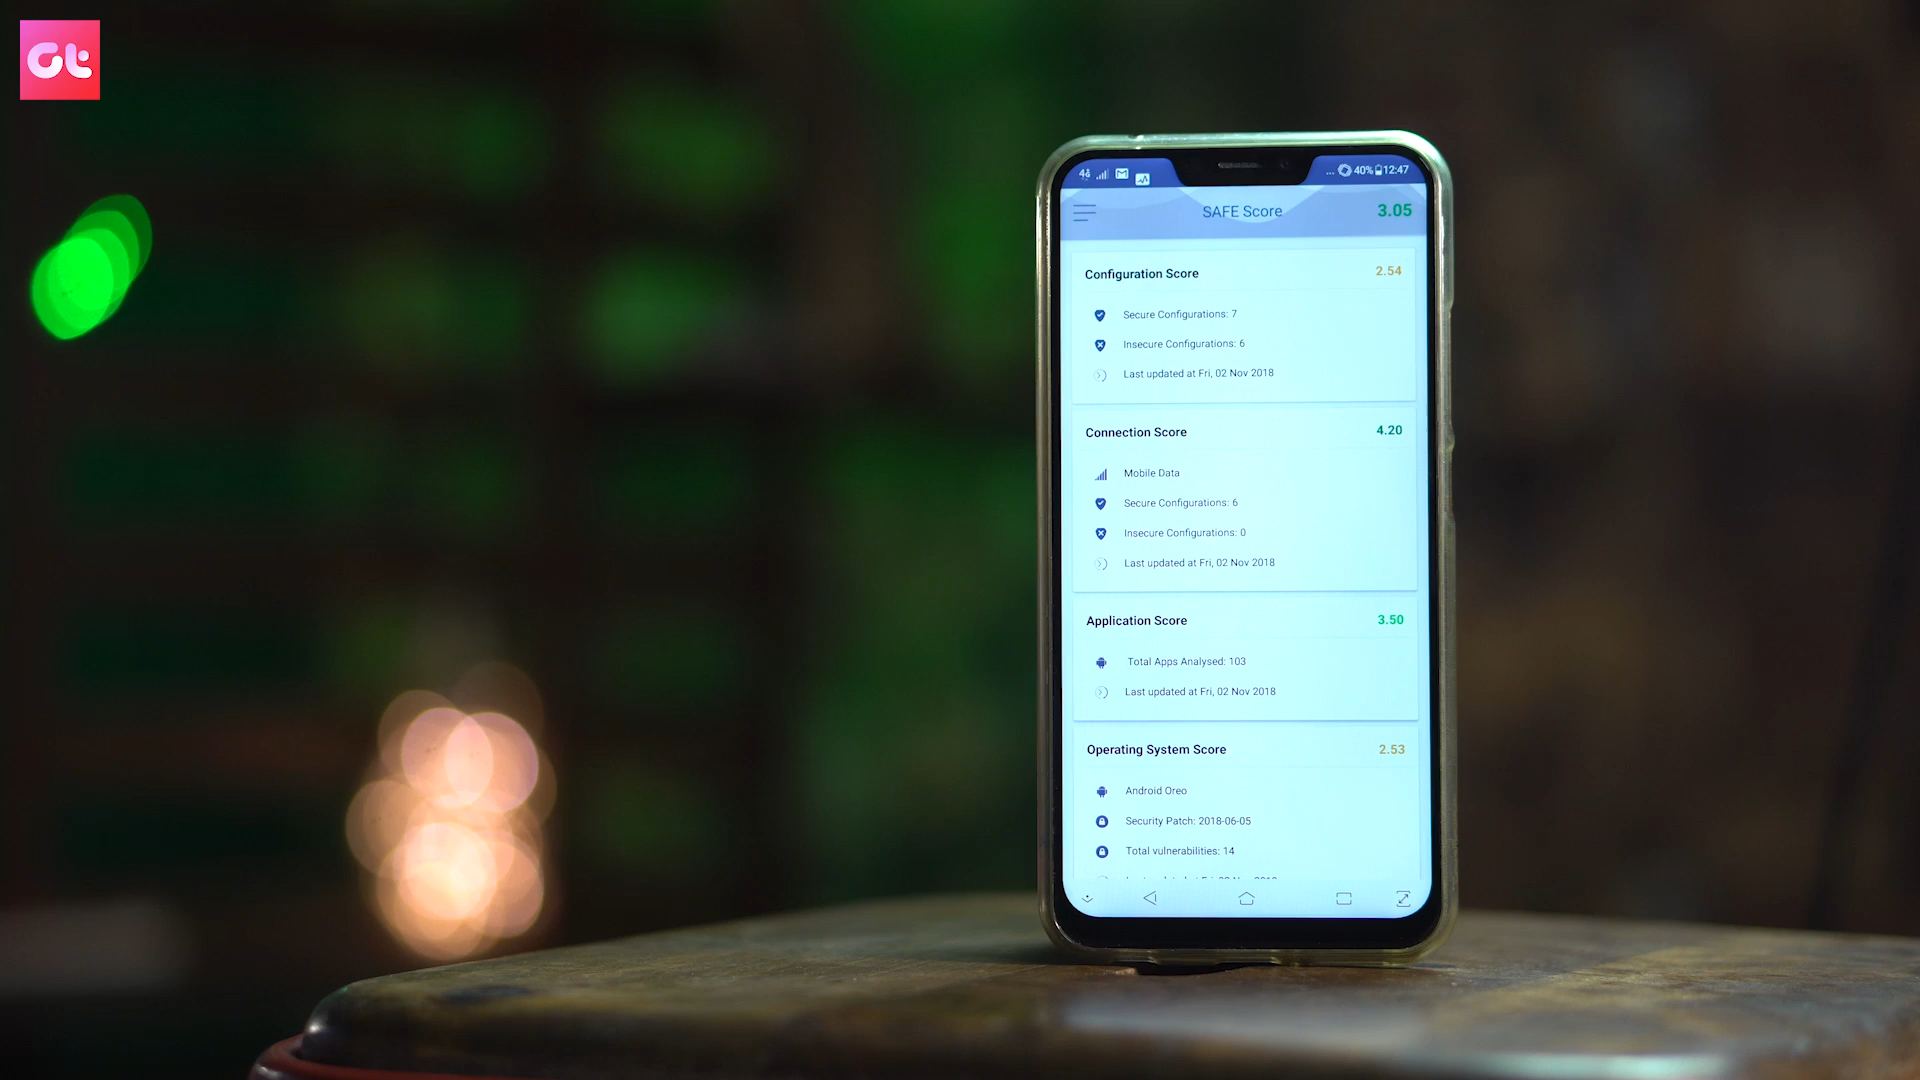 Gt
4G
... 40% 12:47
SAFE Score 3.05
Configuration Score 2.54
Secure Configurations: 7
Insecure Configurations: 6
Last updated at Fri, 02 Nov 2018
Connection Score 4.20
Mobile Data
Secure Configurations: 6
Insecure Configurations: 0
Last updated at Fri, 02 Nov 2018
Application Score 3.50
Total Apps Analysed: 103
Last updated at Fri, 02 Nov 2018
Operating System Score 2.53
Android Oreo
Security Patch: 2018-06-05
Total vulnerabilities: 14